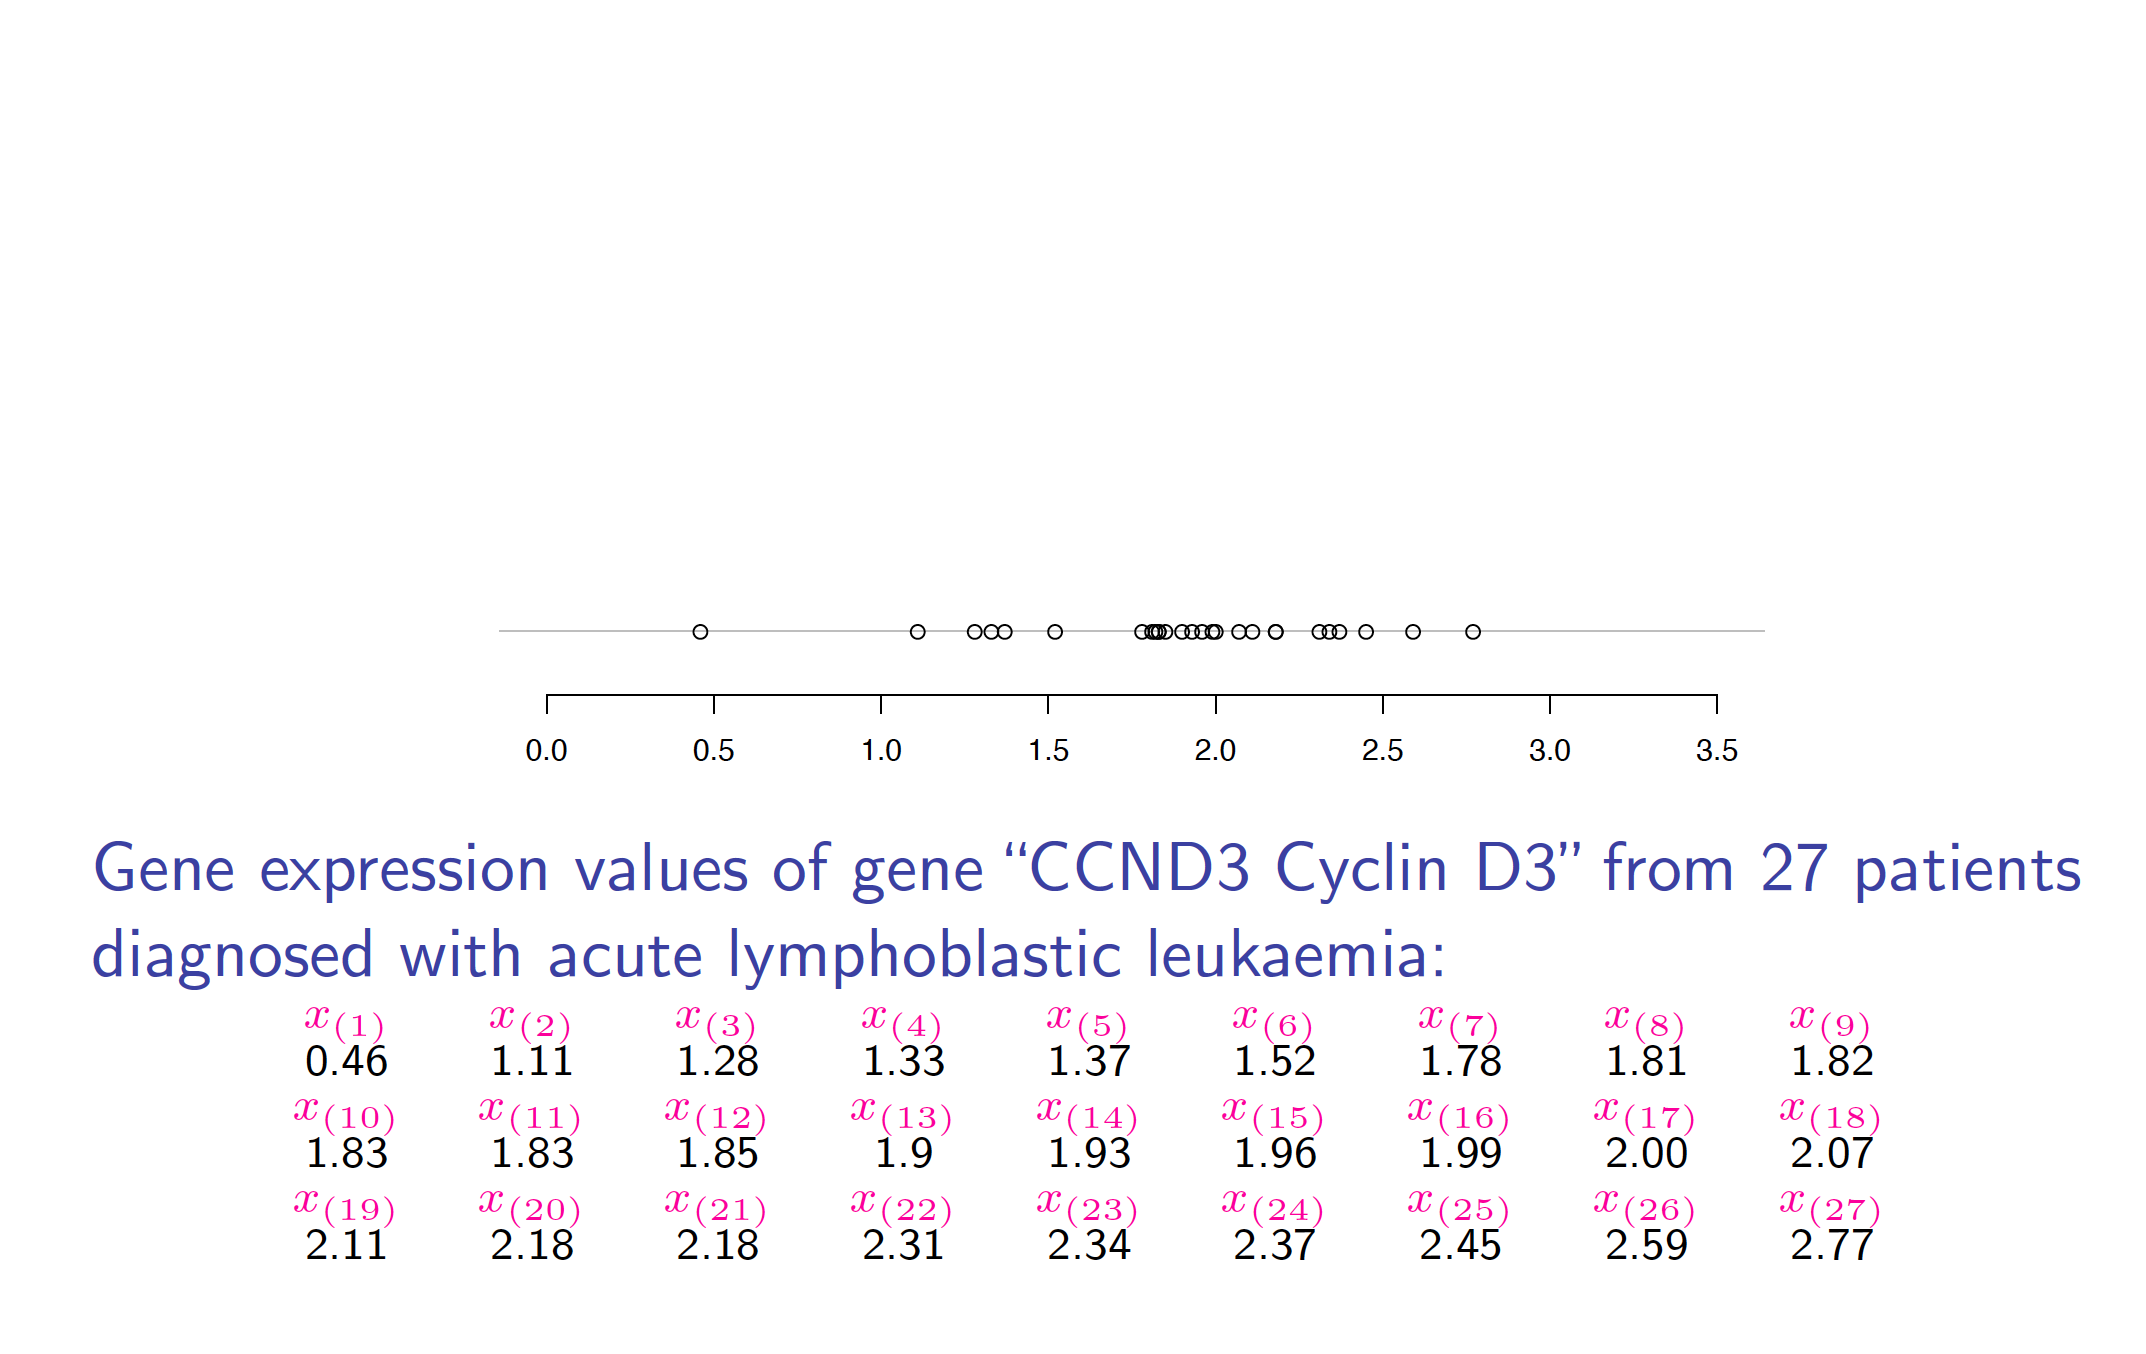 0.0 0.5 1.0 1.5 2.0 2.5 3.0 3.5
Gene expression values of gene “CCND3 Cyclin D3” from 27 patients
diagnosed with acute lymphoblastic leukaemia:
x(1) x(2) x(3) x(4) x(5) x(6) x(7) x(8) x(9)
0.46 1.11 1.28 1.33 1.37 1.52 1.78 1.81 1.82
x(10) x(11) x(12) x(13) x(14) x(15) x(16) x(17) x(18)
1.83 1.83 1.85 1.9 1.93 1.96 1.99 2.00 2.07
x(19) x(20) x(21) x(22) x(23) x(24) x(25) x(26) x(27)
2.11 2.18 2.18 2.31 2.34 2.37 2.45 2.59 2.77